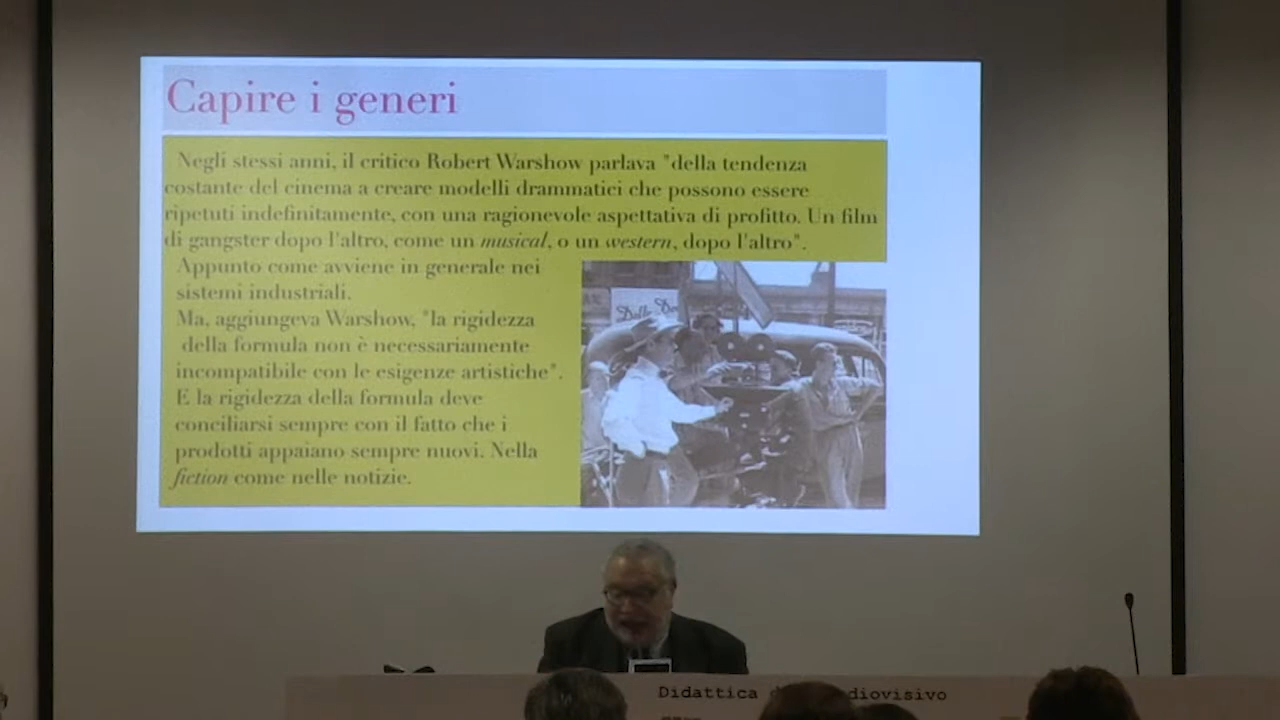 Capire i generi
Negli stessi anni, il critico Robert Warshow parlava "della tendenza
costante del cinema a creare modelli drammatici che possono essere
ripetuti indefinitamente, con una ragionevole aspettativa di profitto. Un film
di gangster dopo l'altro, come un musical, o un western, dopo l'altro".
Appunto come avviene in generale nei
sistemi industriali.
Ma, aggiungeva Warshow, "la rigidezza
della formula non è necessariamente
incompatibile con le esigenze artistiche".
E la rigidezza della formula deve
conciliarsi sempre con il fatto che i
prodotti appaiano sempre nuovi. Nella
fiction come nelle notizie.
Didattica diovisivo